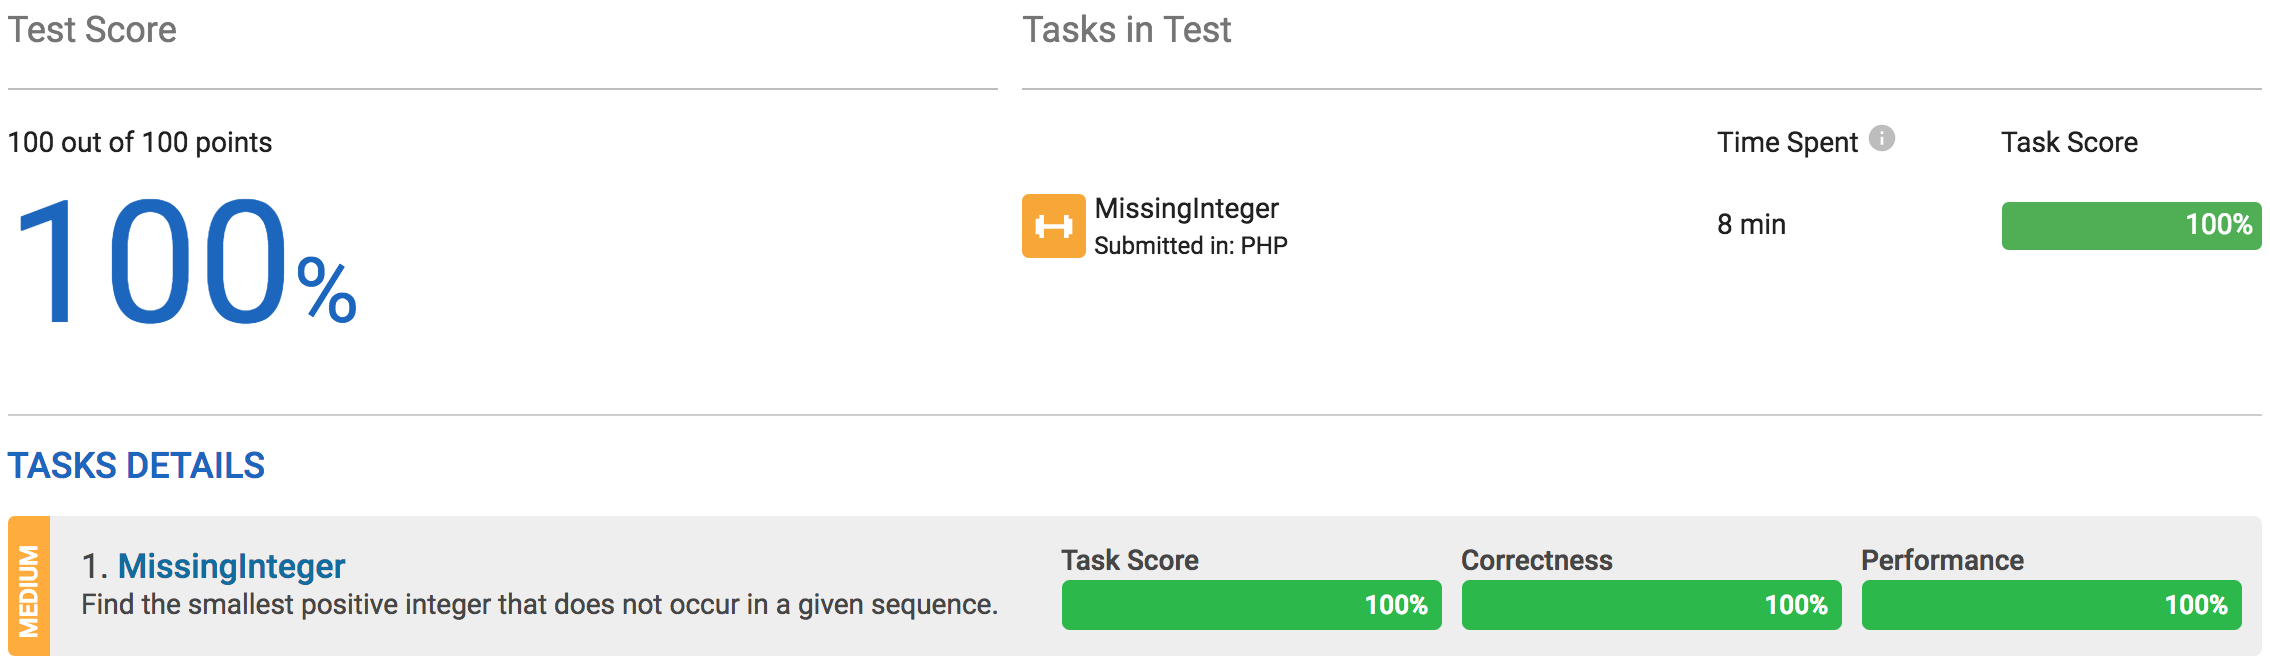 Test Score
Tasks in Test
100 out of 100 points
Time Spent
Task Score
100%
MissingInteger
Submitted in: PHP
8 min
100%
TASKS DETAILS
MEDIUM
1. MissingInteger
Find the smallest positive integer that does not occur in a given sequence.
Task Score
100%
Correctness
100%
Performance
100%